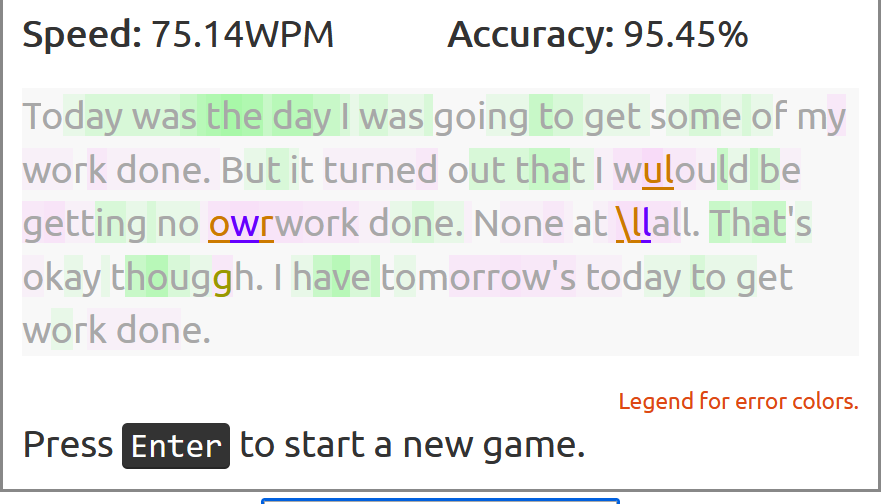 Speed: 75.14WPM Accuracy: 95.45%
Today was the day I was going to get some of my
work done. But it turned out that I wulould be
getting no owrwork done. None at \llall. That's
okay thouggh. I have tomorrow's today to get
work done.
Legend for error colors.
Press Enter to start a new game.